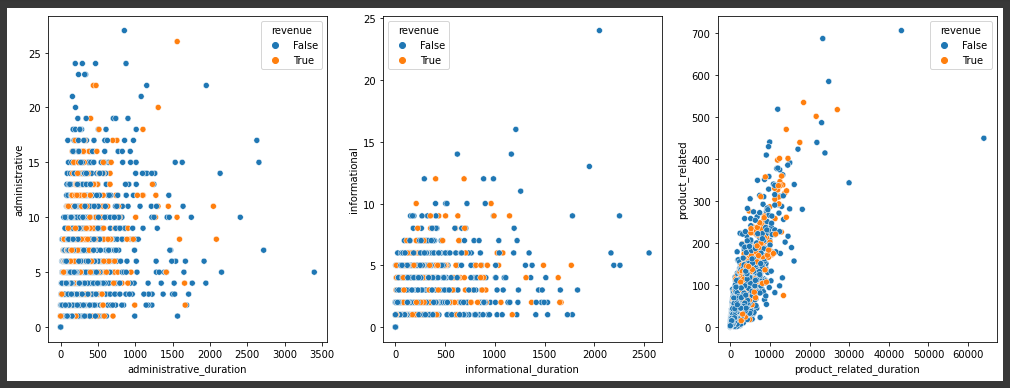 revenue
False
True
25
20
15
10
5
0
administrative
0
500
1000
1500
2000
2500
3000
3500
administrative_duration
revenue
False
True
25
20
15
10
5
0
informational
0
500
1000
1500
2000
2500
informational_duration
revenue
False
True
700
600
500
400
300
200
100
0
product_related
0
10000
20000
30000
40000
50000
60000
product_related_duration